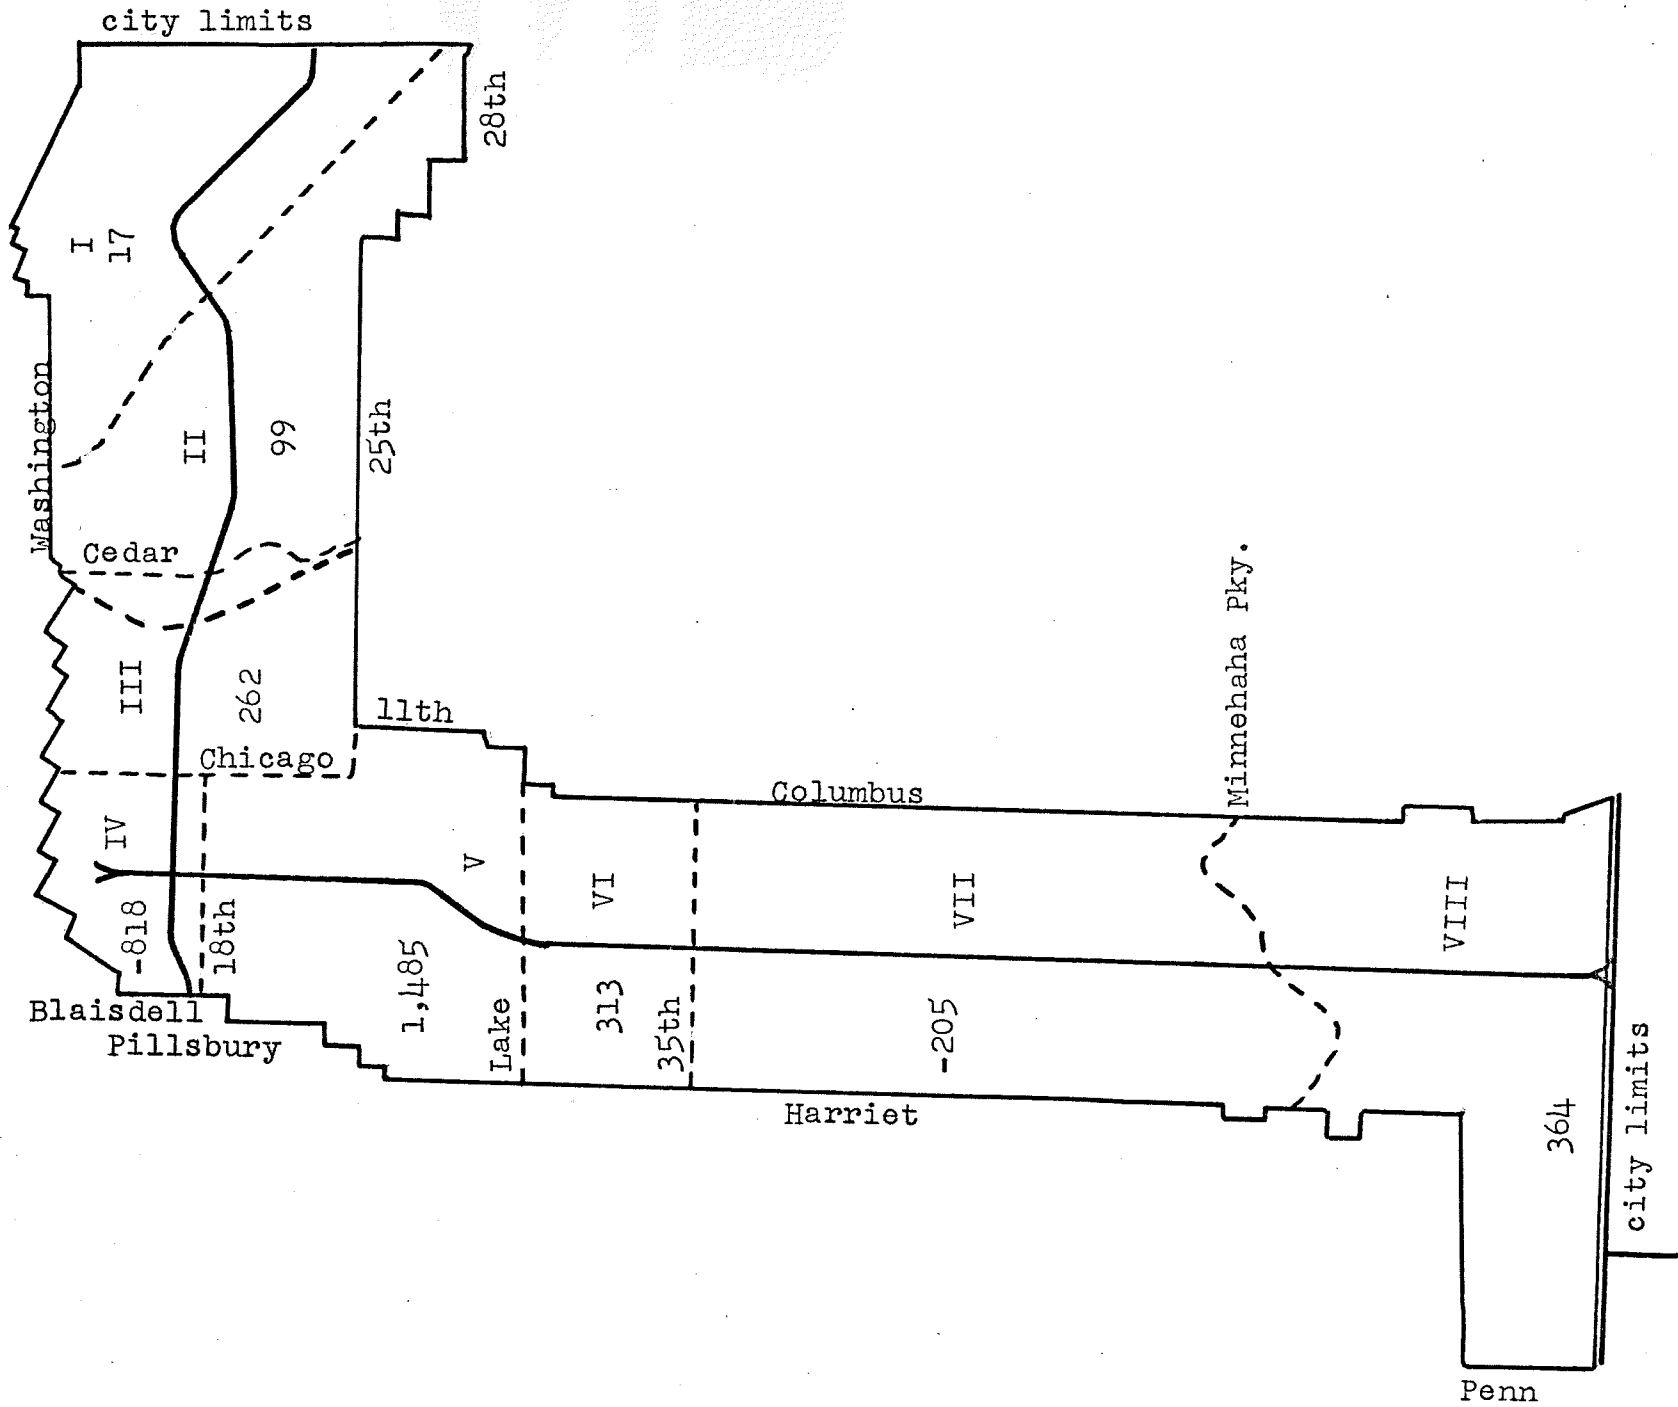 city limits
28th
I
17
Washington
II
99
25th
Cedar
III
262
11th
Chicago
Minnehaha Pky.
Columbus
IV
V
VI
VII
VIII
-818
18th
1,485
Lake
313
35th
-205
Blaisdell
Pillsbury
Harriet
364
city limits
Penn